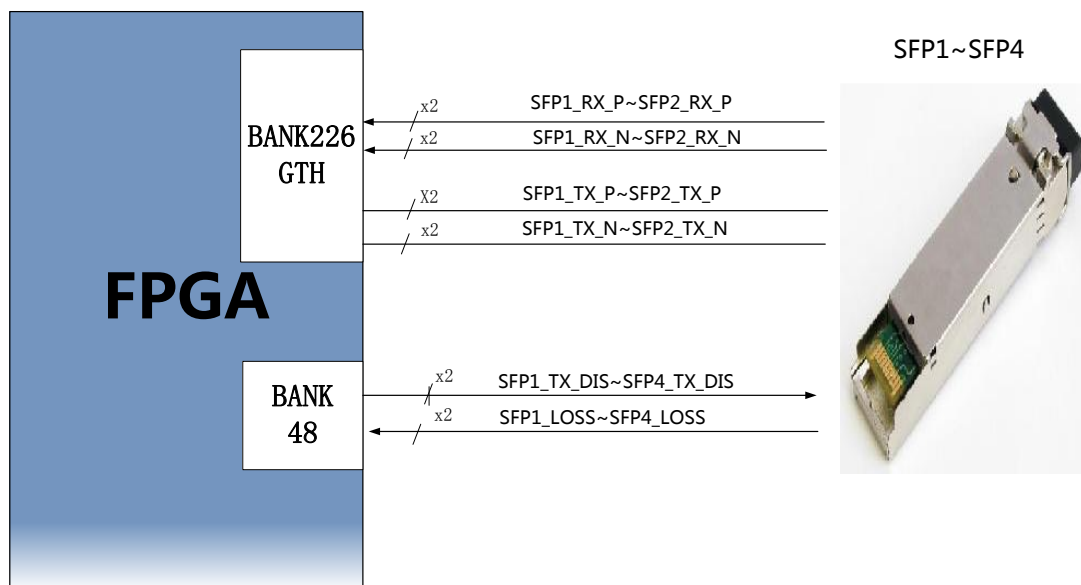 SFP1~SFP4
x2
SFP1_RX_P~SFP2_RX_P
x2
SFP1_RX_N~SFP2_RX_N
BANK226
GTH
X2
SFP1_TX_P~SFP2_TX_P
x2
SFP1_TX_N~SFP2_TX_N
FPGA
x2
SFP1_TX_DIS~SFP4_TX_DIS
BANK
48
x2
SFP1_LOSS~SFP4_LOSS